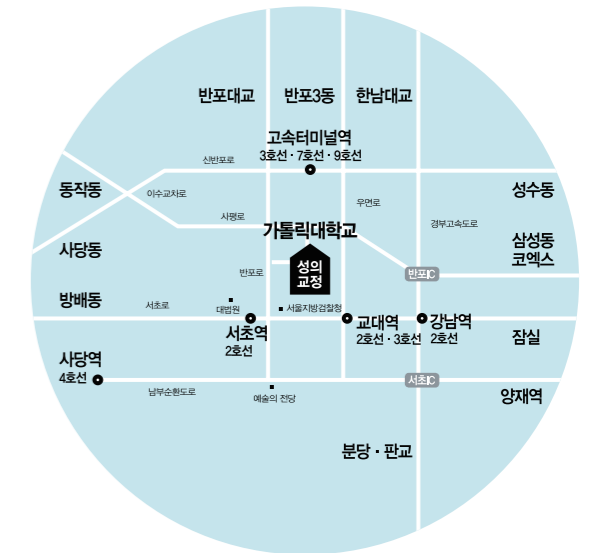 반포대교
반포3동
한남대교
고속터미널역
3호선 · 7호선 · 9호선
신반포로
동작동
이수교차로
성수동
우면로
사평로
경부고속도로
가톨릭대학교
삼성동
코엑스
사당동
성의
교정
반포로
반포IC
방배동
서초로
대법원
서울지방검찰청
서초역
2호선
교대역
2호선 · 3호선
강남역
2호선
잠실
사당역
4호선
서초IC
남부순환도로
예술의 전당
양재역
분당 · 판교